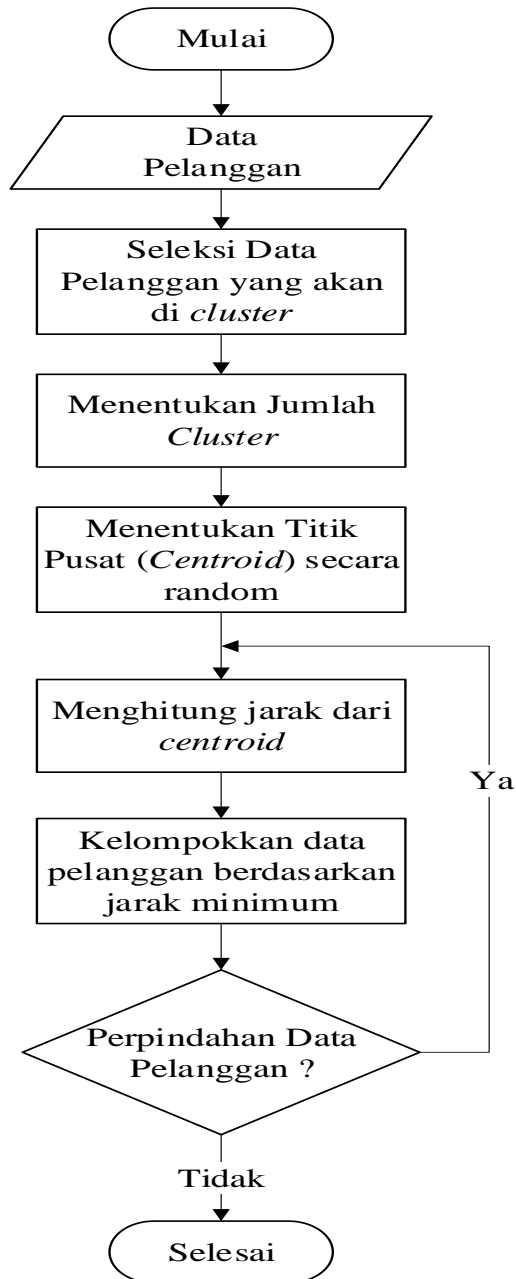 Mulai
Data
Pelanggan
Seleksi Data
Pelanggan yang akan
di cluster
Menentukan Jumlah
Cluster
Menentukan Titik
Pusat (Centroid) secara
random
Menghitung jarak dari
centroid
Ya
Kelompokkan data
pelanggan berdasarkan
jarak minimum
Perpindahan Data
Pelanggan ?
Tidak
Selesai